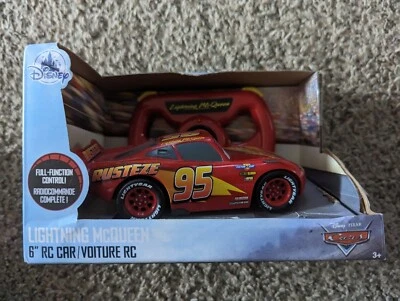 Disney
Lightning McQueen
FULL-FUNCTION
CONTROL!
RADIOCOMMANDE
COMPLÈTE !
RUSTEZE
95
LIGHTYEAR
LIGHTNING McQUEEN
6" RC CAR/VOITURE RC
DISNEY · PIXAR
Cars
3+